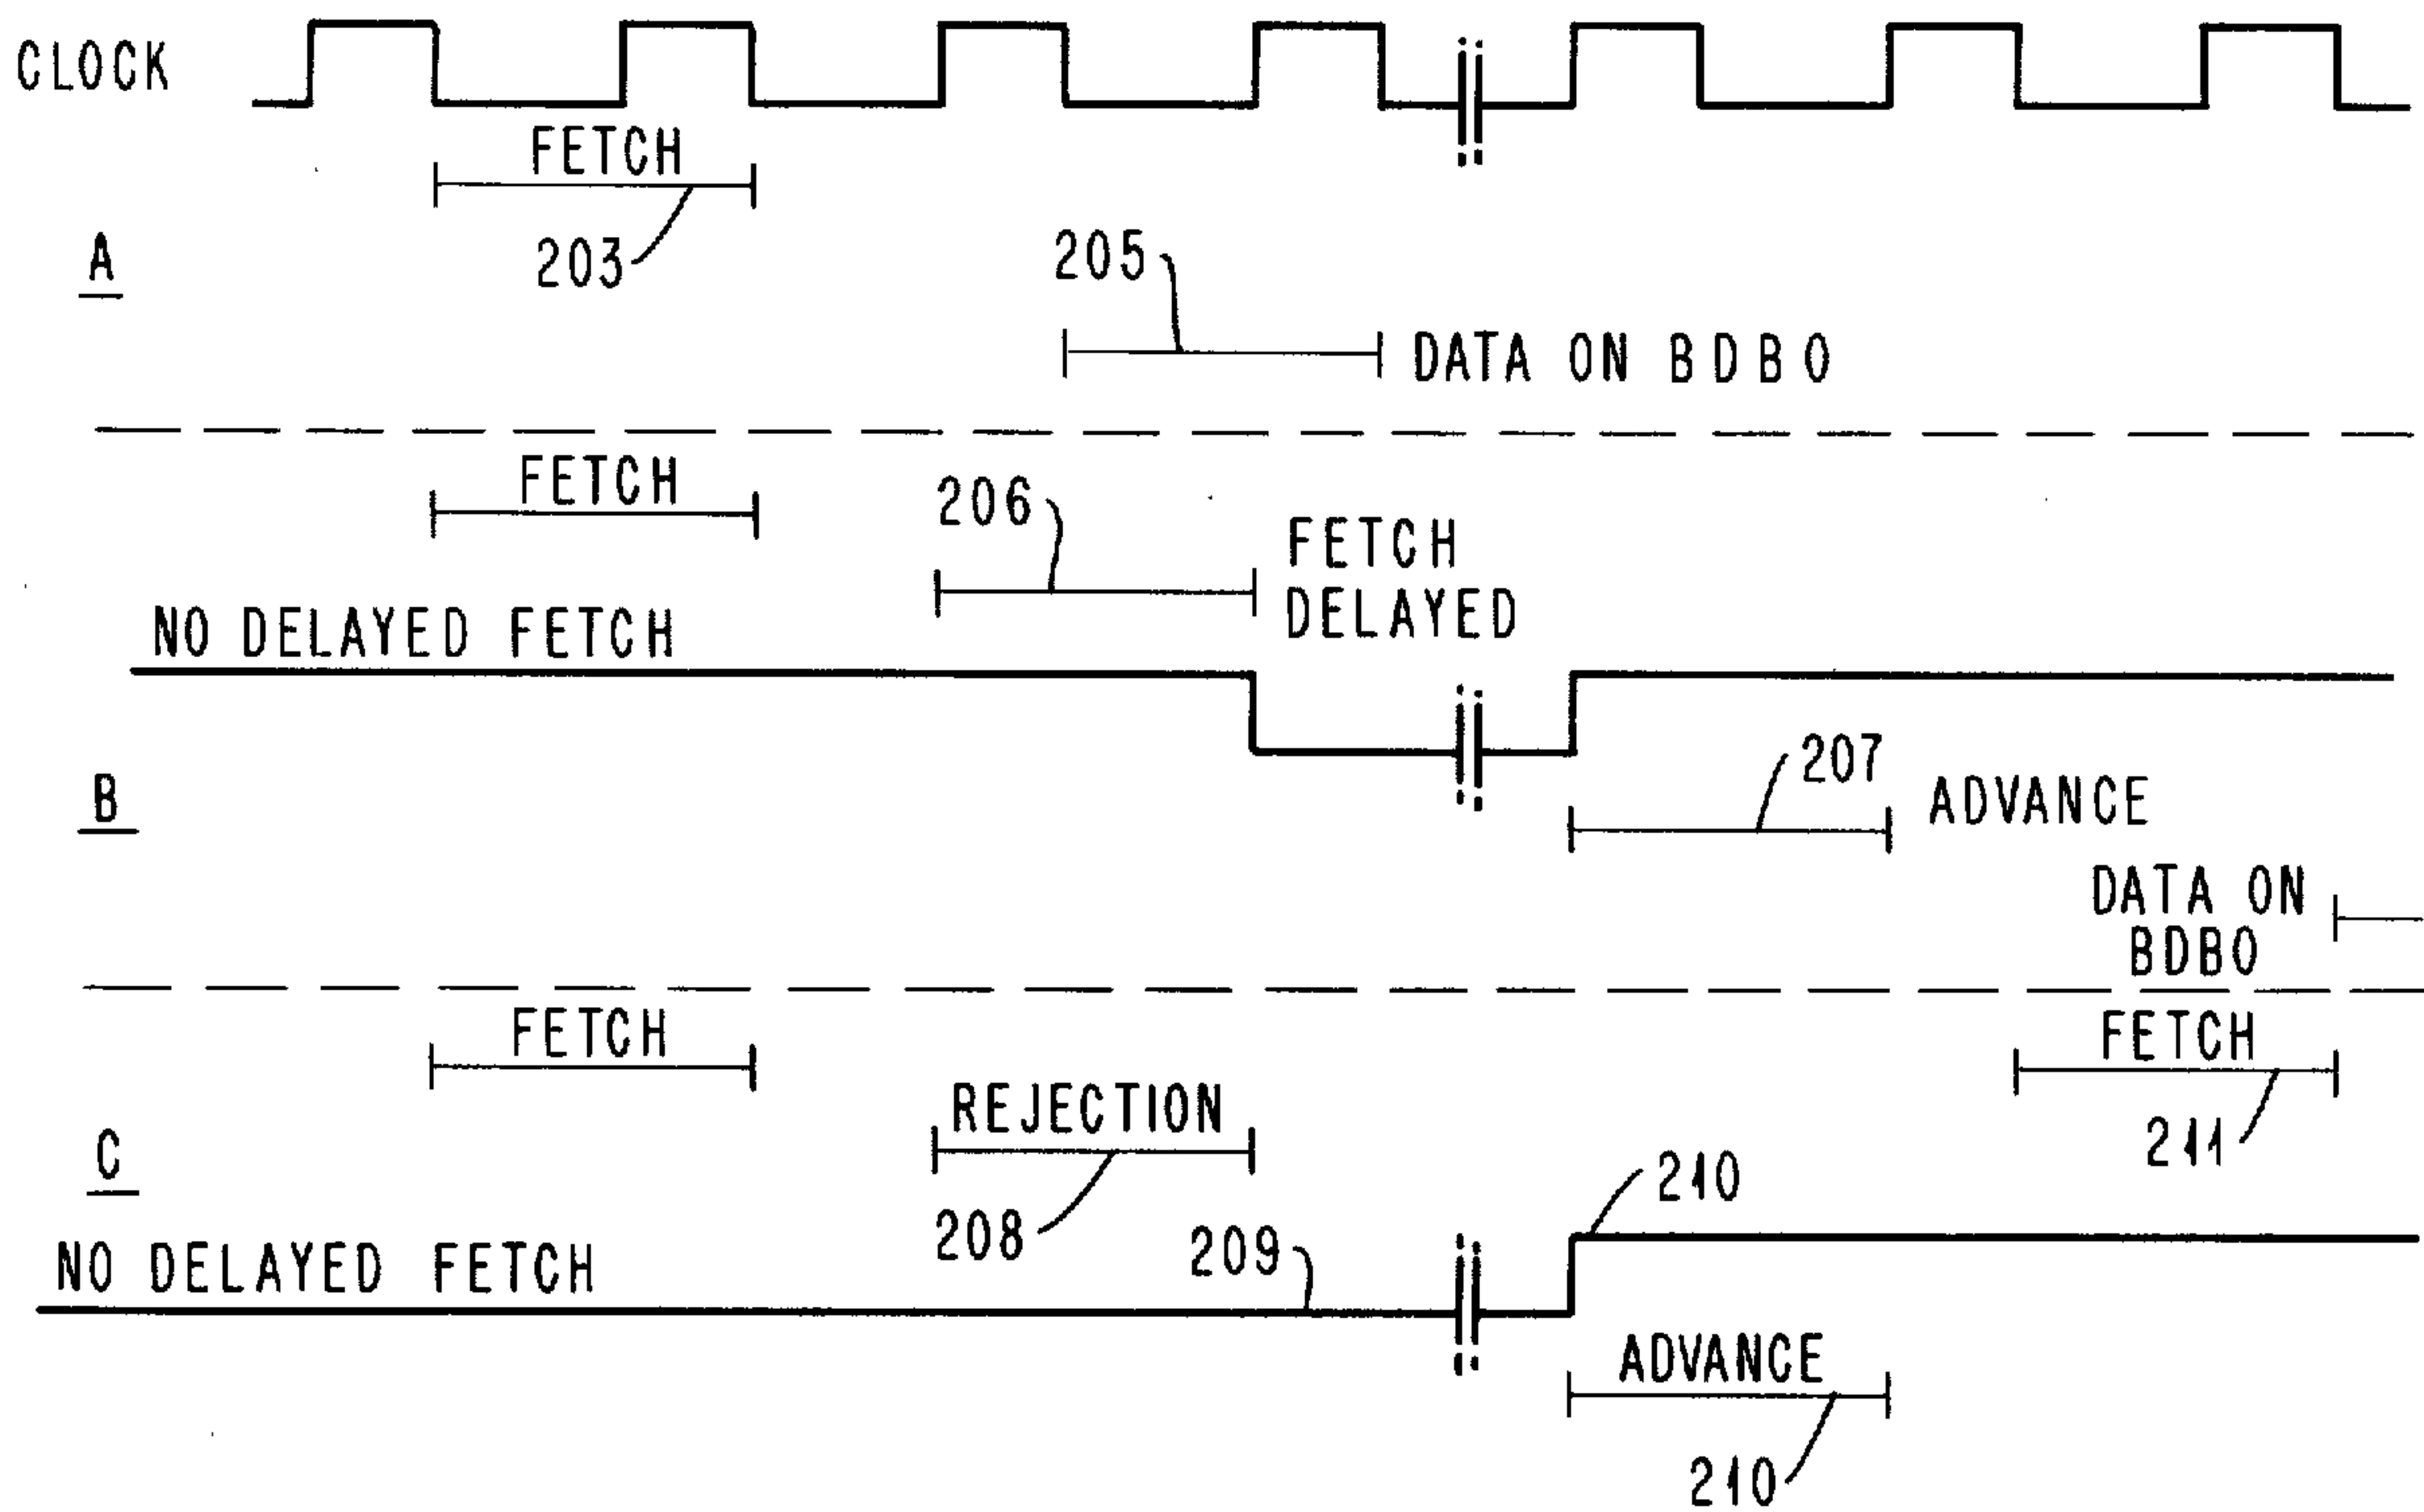 CLOCK
FETCH
203
A
205
DATA ON BDBO
FETCH
206
FETCH
DELAYED
NO DELAYED FETCH
207
ADVANCE
B
DATA ON
BDBO
FETCH
FETCH
REJECTION
211
C
210
208
209
NO DELAYED FETCH
ADVANCE
210